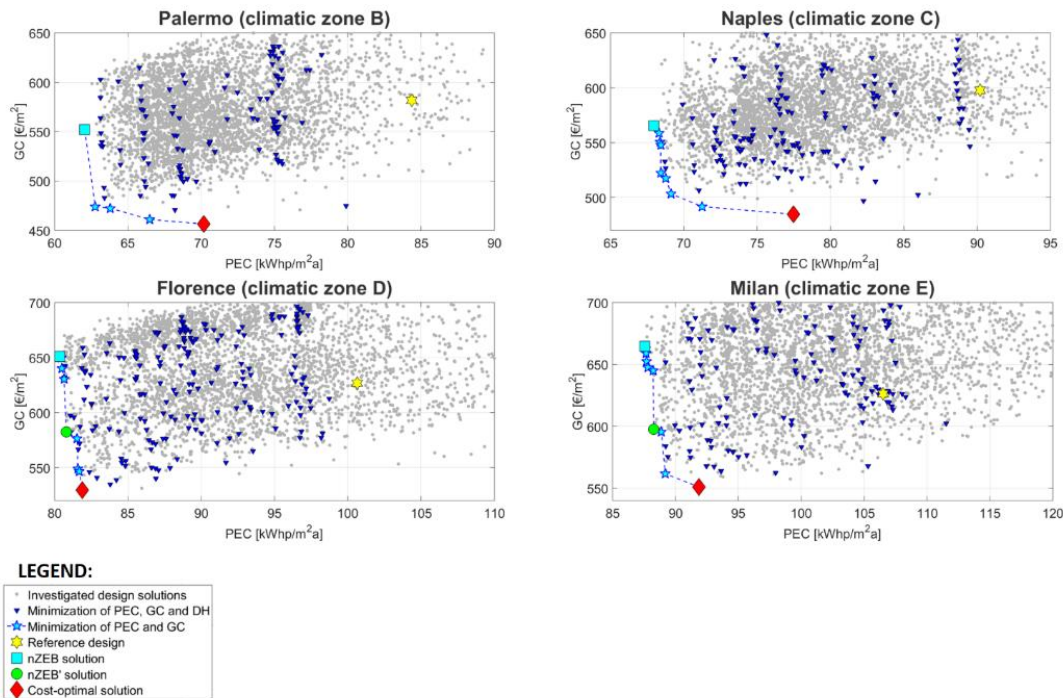 Palermo (climatic zone B)
650
600
550
500
450
GC [€/m²]
60 65 70 75 80 85 90
PEC [kWhp/m²a]
Naples (climatic zone C)
650
600
550
500
GC [€/m²]
65 70 75 80 85 90 95
PEC [kWhp/m²a]
Florence (climatic zone D)
700
650
600
550
GC [€/m²]
80 85 90 95 100 105 110
PEC [kWhp/m²a]
Milan (climatic zone E)
700
650
600
550
GC [€/m²]
85 90 95 100 105 110 115 120
PEC [kWhp/m²a]
LEGEND:
Investigated design solutions
Minimization of PEC, GC and DH
Minimization of PEC and GC
Reference design
nZEB solution
nZEB' solution
Cost-optimal solution